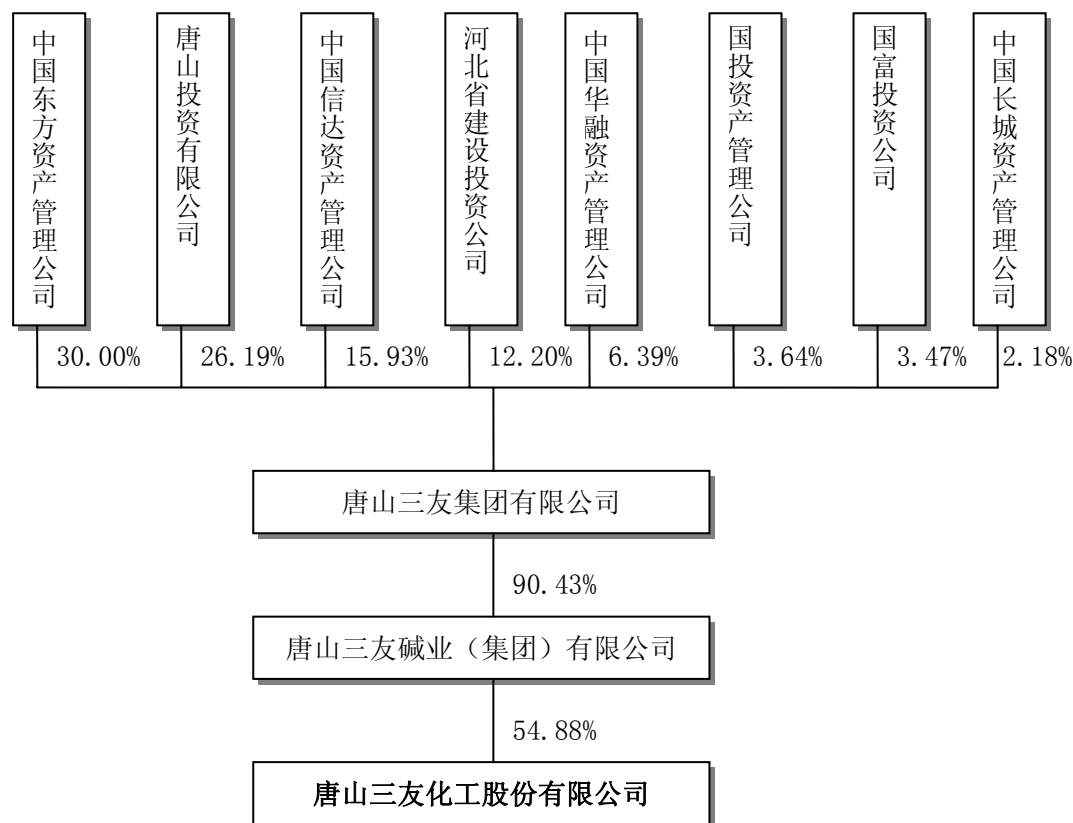 中国东方资产管理公司
唐山投资有限公司
中国信达资产管理公司
河北省建设投资公司
中国华融资产管理公司
国投资产管理公司
国富投资公司
中国长城资产管理公司
30.00%
26.19%
15.93%
12.20%
6.39%
3.64%
3.47%
2.18%
唐山三友集团有限公司
90.43%
唐山三友碱业（集团）有限公司
54.88%
唐山三友化工股份有限公司